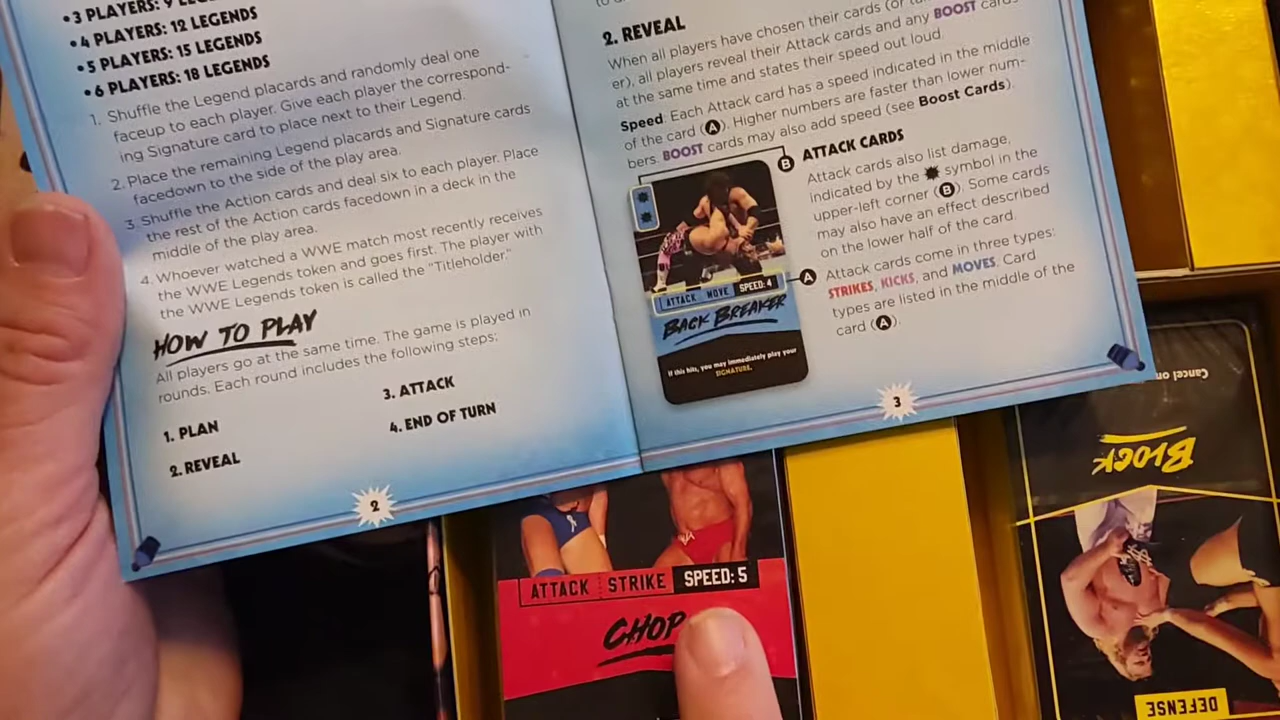 • 3 PLAYERS: 9
• 4 PLAYERS: 12 LEGENDS
• 5 PLAYERS: 15 LEGENDS
• 6 PLAYERS: 18 LEGENDS
1. Shuffle the Legend placards and randomly deal one
faceup to each player. Give each player the correspond-
ing Signature card to place next to their Legend.
2. Place the remaining Legend placards and Signature cards
facedown to the side of the play area.
3. Shuffle the Action cards and deal six to each player. Place
the rest of the Action cards facedown in a deck in the
middle of the play area.
4. Whoever watched a WWE match most recently receives
the WWE Legends token and goes first. The player with
the WWE Legends token is called the “Titleholder.”
HOW TO PLAY
All players go at the same time. The game is played in
rounds. Each round includes the following steps:
1. PLAN
2. REVEAL
3. ATTACK
4. END OF TURN
2
2. REVEAL
When all players have chosen their cards (or
er), all players reveal their Attack cards and any BOOST cards
at the same time and states their speed out loud.
Speed: Each Attack card has a speed indicated in the middle
of the card (A). Higher numbers are faster than lower num-
bers. BOOST cards may also add speed (see Boost Cards).
B
ATTACK CARDS
Attack cards also list damage,
indicated by the symbol in the
upper-left corner (B). Some cards
may also have an effect described
on the lower half of the card.
A
Attack cards come in three types:
STRIKES, KICKS, and MOVES. Card
types are listed in the middle of the
card (A).
ATTACK MOVE SPEED: 4
BACK BREAKER
If this hits, you may immediately play your
SIGNATURE.
3
ATTACK STRIKE SPEED: 5
CHOP
Cancel on
BLOCK
DEFENSE